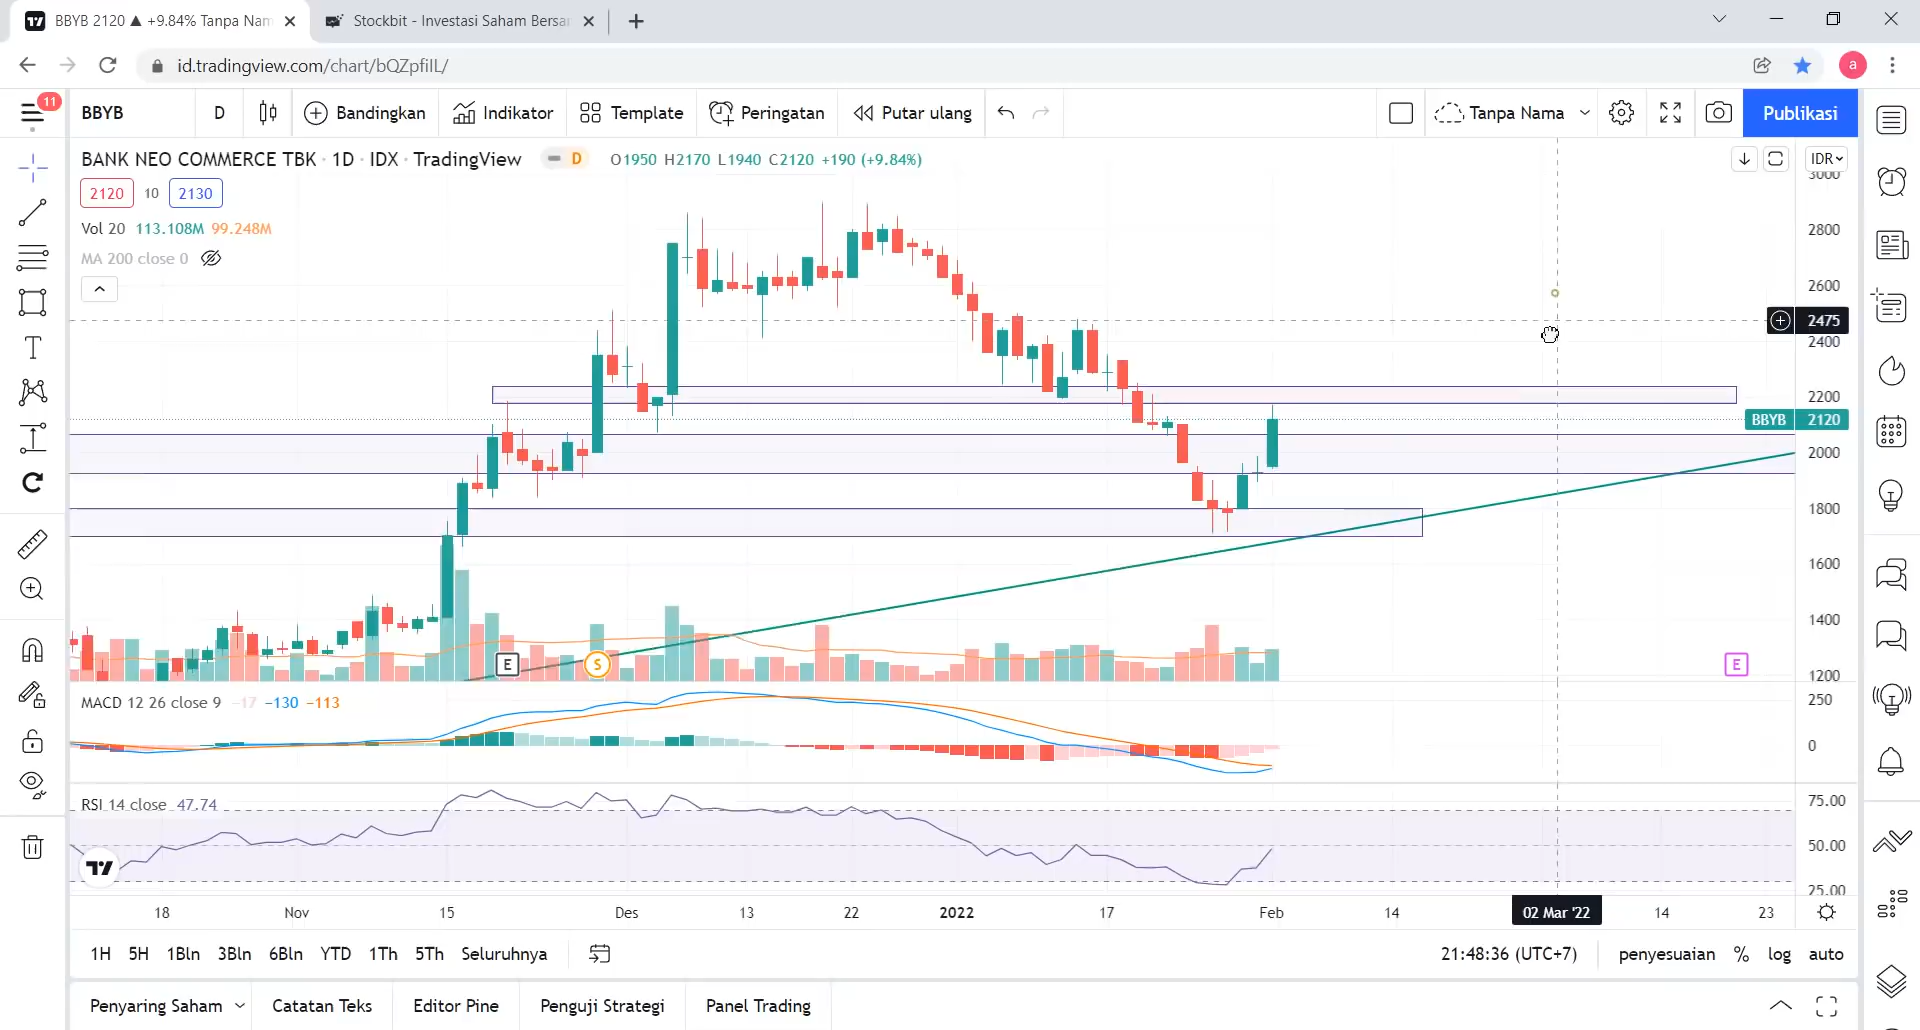 BBYB 2120 ▲ +9.84% Tanpa Nam
Stockbit - Investasi Saham Bersa
id.tradingview.com/chart/bQZpfiIL/
a
11
BBYB
D
Bandingkan
Indikator
Template
Peringatan
Putar ulang
Tanpa Nama
Publikasi
BANK NEO COMMERCE TBK · 1D · IDX · TradingView
D
O1950 H2170 L1940 C2120 +190 (+9.84%)
IDR
2120 10 2130
Vol 20 113.108M 99.248M
MA 200 close 0
3000
2800
2600
2475
2400
2200
BBYB 2120
2000
1800
1600
1400
1200
E
S
E
MACD 12 26 close 9 −17 −130 −113
250
0
RSI 14 close 47.74
75.00
50.00
25.00
18 Nov 15 Des 13 22 2022 17 Feb 14 02 Mar '22 14 23
1H 5H 1Bln 3Bln 6Bln YTD 1Th 5Th Seluruhnya
21:48:36 (UTC+7)
penyesuaian % log auto
Penyaring Saham
Catatan Teks
Editor Pine
Penguji Strategi
Panel Trading